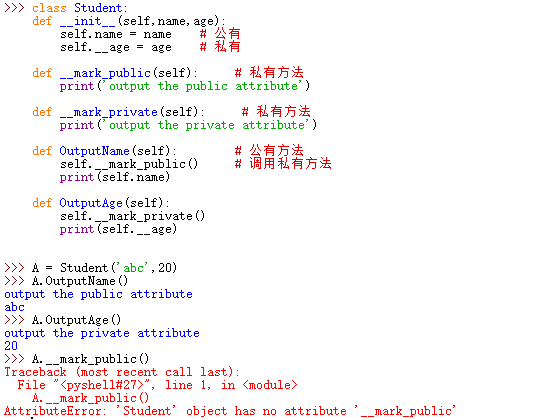 >>> class Student:
    def __init__(self,name,age):
        self.name = name    # 公有
        self.__age = age    # 私有

    def __mark_public(self):    # 私有方法
        print('output the public attribute')

    def __mark_private(self):    # 私有方法
        print('output the private attribute')

    def OutputName(self):    # 公有方法
        self.__mark_public()    # 调用私有方法
        print(self.name)

    def OutputAge(self):
        self.__mark_private()
        print(self.__age)

>>> A = Student('abc',20)
>>> A.OutputName()
output the public attribute
abc
>>> A.OutputAge()
output the private attribute
20
>>> A.__mark_public()
Traceback (most recent call last):
  File "<pyshell#27>", line 1, in <module>
    A.__mark_public()
AttributeError: 'Student' object has no attribute '__mark_public'